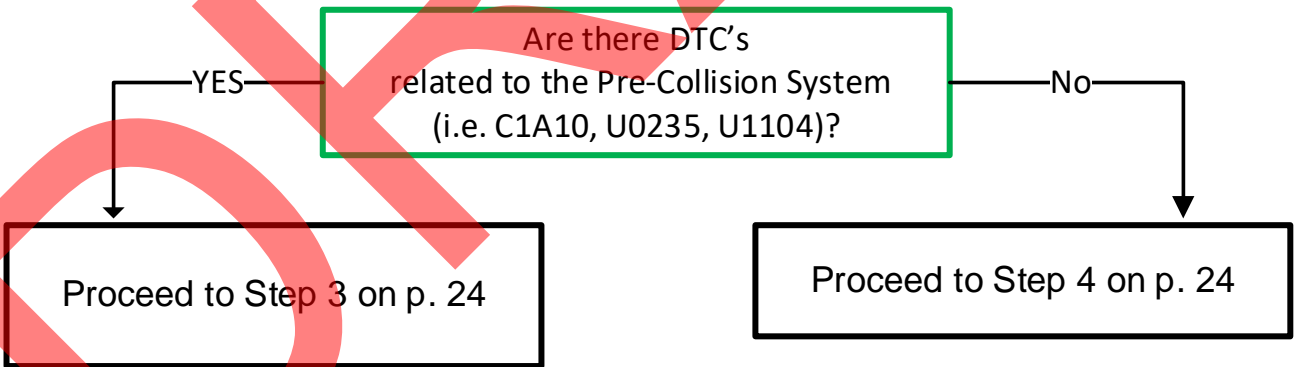 Are there DTC's
related to the Pre-Collision System
(i.e. C1A10, U0235, U1104)?
YES
No
Proceed to Step 3 on p. 24
Proceed to Step 4 on p. 24